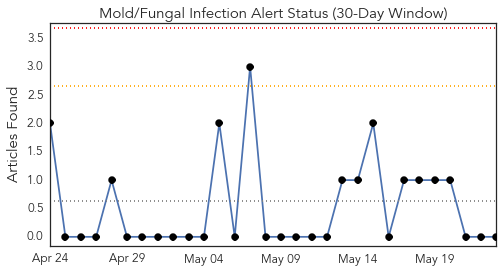 Mold/Fungal Infection Alert Status (30-Day Window)
Articles Found
3.5
3.0
2.5
2.0
1.5
1.0
0.5
0.0
Apr 24 Apr 29 May 04 May 09 May 14 May 19